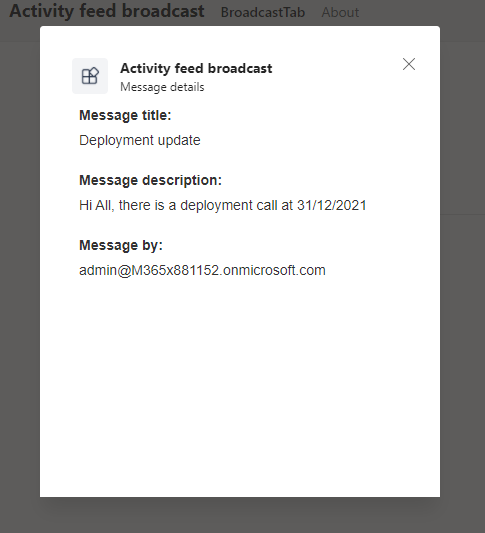 Activity feed broadcast BroadcastTab About
Activity feed broadcast
Message details
Message title:
Deployment update
Message description:
Hi All, there is a deployment call at 31/12/2021
Message by:
admin@M365x881152.onmicrosoft.com